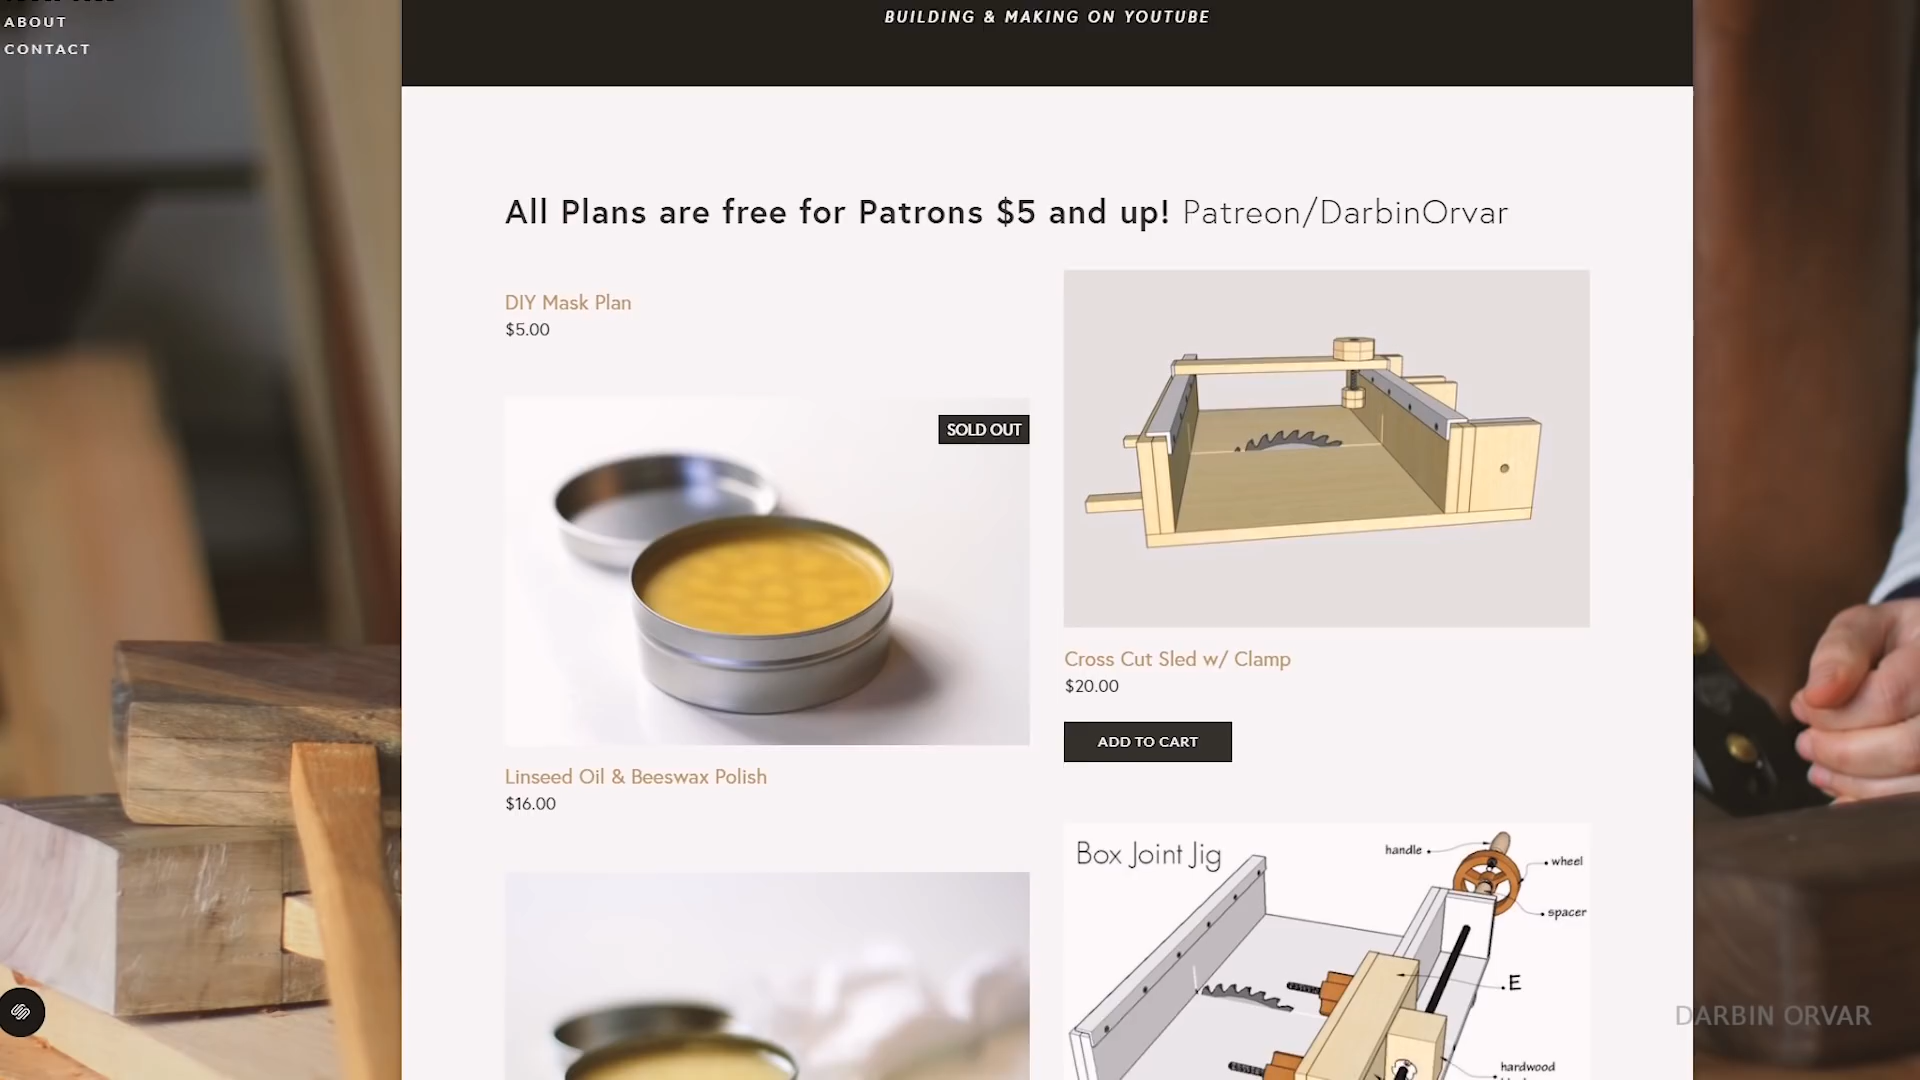 ABOUT
CONTACT
BUILDING & MAKING ON YOUTUBE
All Plans are free for Patrons $5 and up! Patreon/DarbinOrvar
DIY Mask Plan
$5.00
SOLD OUT
Linseed Oil & Beeswax Polish
$16.00
Cross Cut Sled w/ Clamp
$20.00
ADD TO CART
Box Joint Jig
handle
wheel
spacer
E
hardwood
DARBIN ORVAR